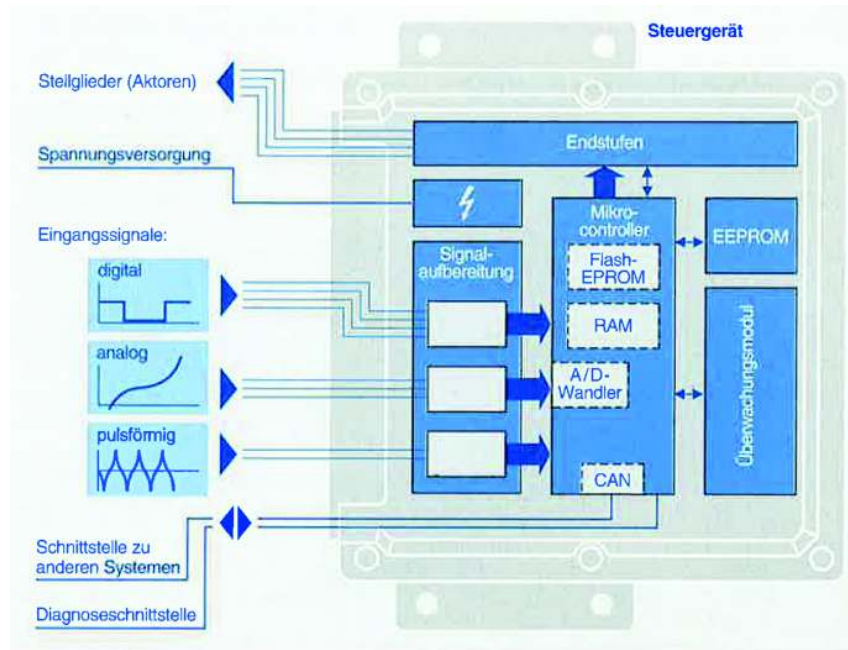 Steuergerät
Stellglieder (Aktoren)
Spannungsversorgung
Eingangssignale:
digital
analog
pulsförmig
Schnittstelle zu
anderen Systemen
Diagnoseschnittstelle
Endstufen
Signal-
aufbereitung
Mikro-
controller
Flash-
EPROM
RAM
A/D-
Wandler
CAN
EEPROM
Überwachungsmodul